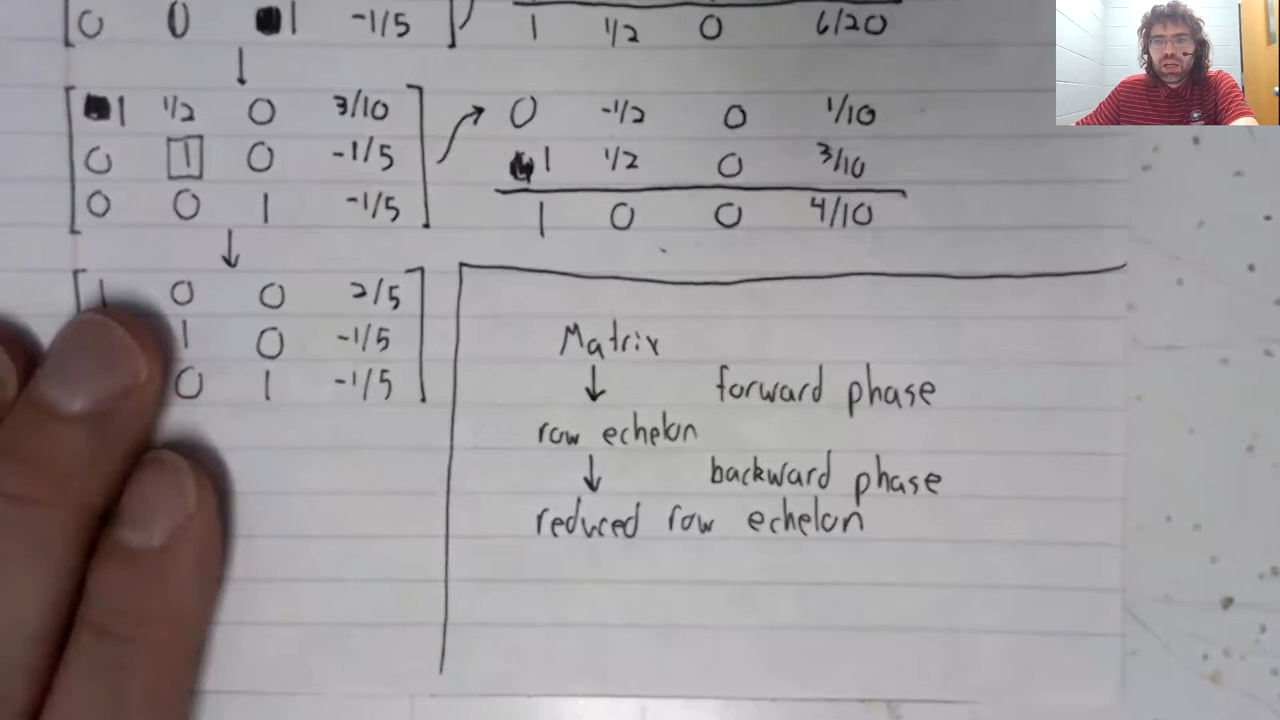 0 0 1 -1/5
1 1/2 0 6/20
1 1/2 0 3/10
0 1 0 -1/5
0 0 1 -1/5
0 -1/2 0 1/10
1 1/2 0 3/10
1 0 0 4/10
1 0 0 2/5
1 0 -1/5
0 1 -1/5
Matrix
↓ forward phase
row echelon
↓ backward phase
reduced row echelon